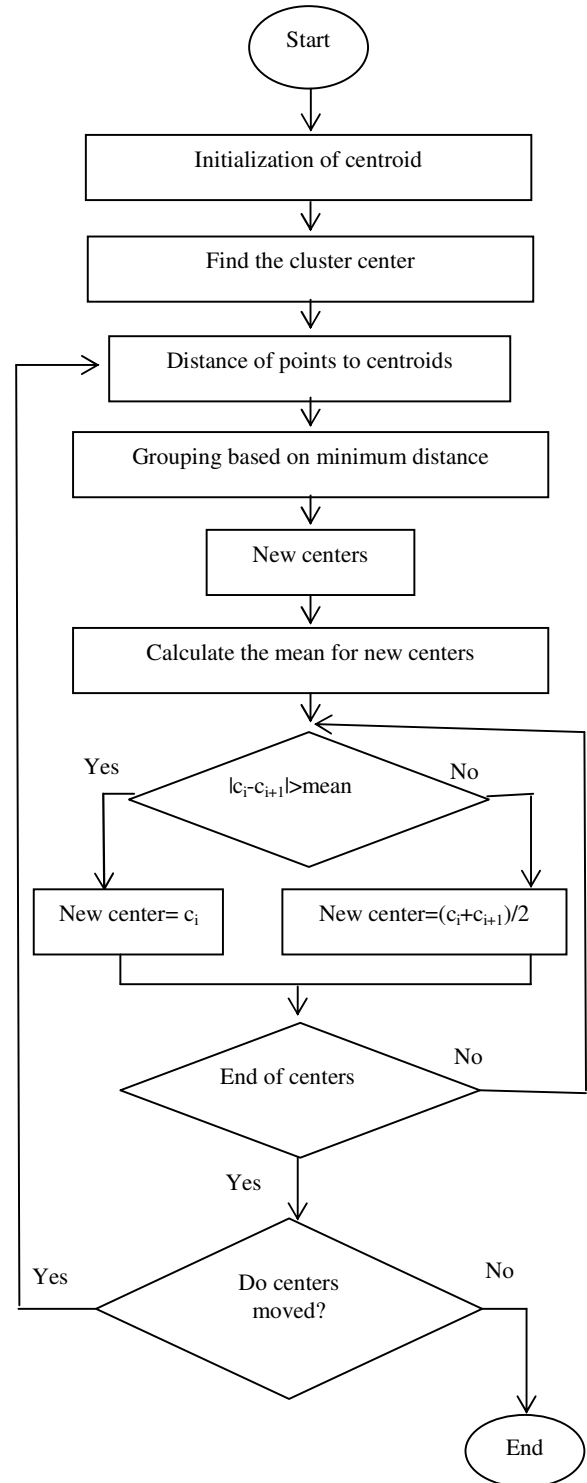 Start
Initialization of centroid
Find the cluster center
Distance of points to centroids
Grouping based on minimum distance
New centers
Calculate the mean for new centers
Yes
|cᵢ-cᵢ₊₁|>mean
No
New center= cᵢ
New center=(cᵢ+cᵢ₊₁)/2
End of centers
No
Yes
Yes
Do centers
moved?
No
End